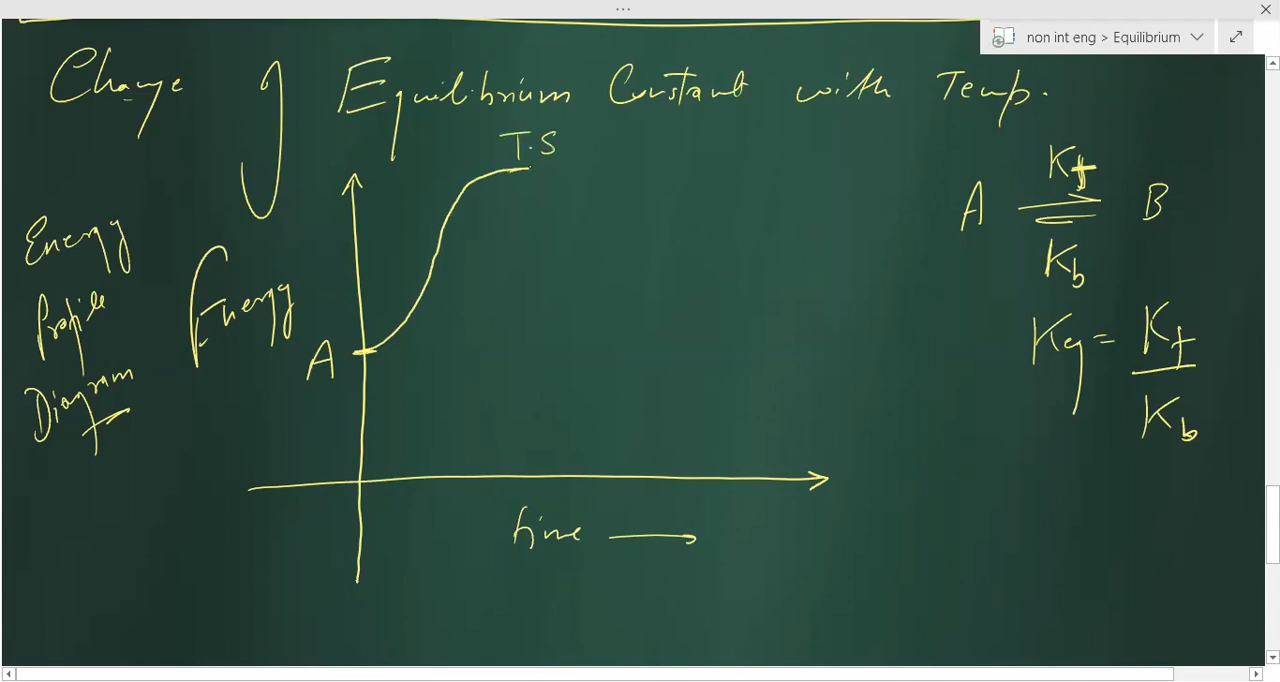 non int eng > Equilibrium
Change of Equilibrium Constant with Temp.
T.S
Energy
Profile
Diagram
Energy
A
time
A ⇌ B
Kf
Kb
Keq = Kf / Kb